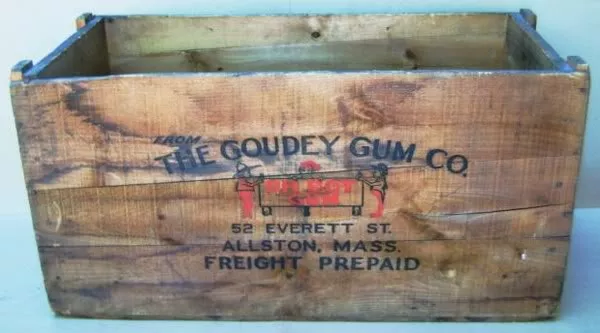 FROM
THE GOUDEY GUM CO.
52 EVERETT ST.
ALLSTON, MASS.
FREIGHT PREPAID